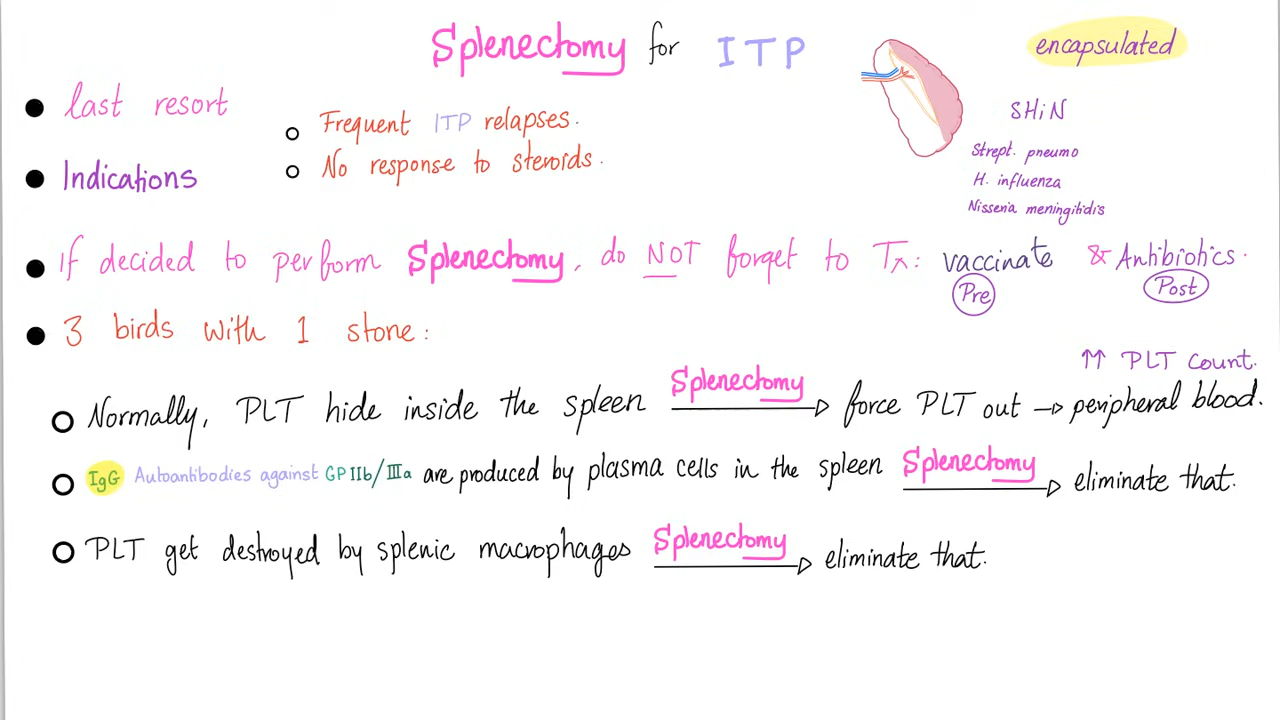 Splenectomy for ITP
encapsulated
SHiN
Strept. pneumo
H. influenza
Nisseria meningitidis
● last resort
● Indications
○ Frequent ITP relapses.
○ No response to steroids.
● If decided to perform Splenectomy, do NOT forget to Tx: vaccinate & Antibiotics.
Pre Post
● 3 birds with 1 stone:
↑↑ PLT count.
○ Normally, PLT hide inside the spleen Splenectomy → force PLT out → peripheral blood.
○ IgG Autoantibodies against GP IIb/IIIa are produced by plasma cells in the spleen Splenectomy → eliminate that.
○ PLT get destroyed by splenic macrophages Splenectomy → eliminate that.